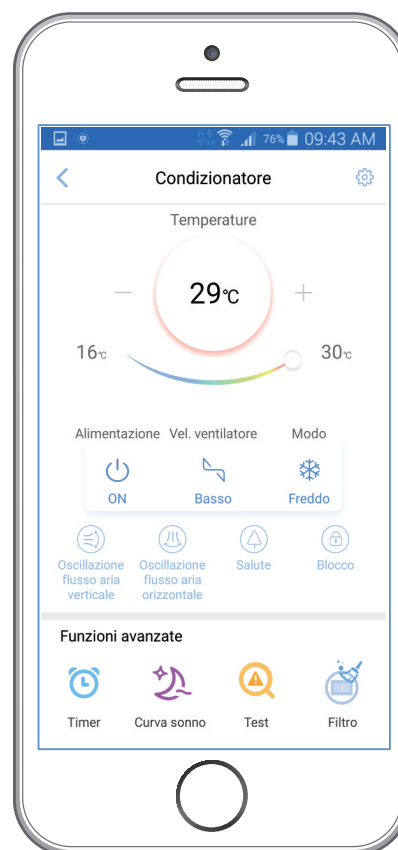 76% 09:43 AM
Condizionatore
Temperature
29°C
16°C 30°C
Alimentazione Vel. ventilatore Modo
ON Basso Freddo
Oscillazione flusso aria verticale
Oscillazione flusso aria orizzontale
Salute
Blocco
Funzioni avanzate
Timer Curva sonno Test Filtro